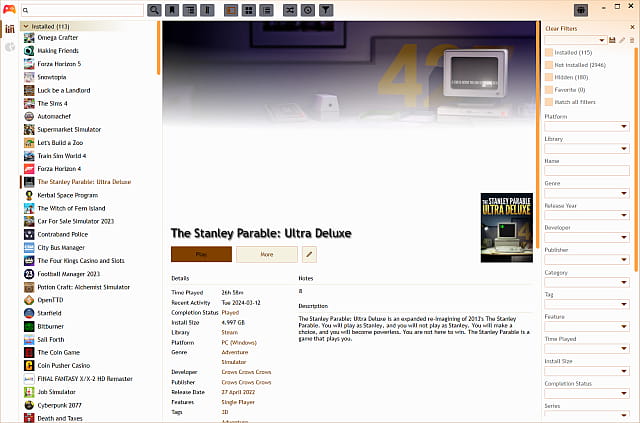 Installed (113)
Omega Crafter
Making Friends
Forza Horizon 5
Snowtopia
Luck be a Landlord
The Sims 4
Automachef
Supermarket Simulator
Let's Build a Zoo
Train Sim World 4
Forza Horizon 4
The Stanley Parable: Ultra Deluxe
Kerbal Space Program
The Witch of Fern Island
Car For Sale Simulator 2023
Contraband Police
City Bus Manager
The Four Kings Casino and Slots
Football Manager 2023
Potion Craft: Alchemist Simulator
OpenTTD
Starfield
Bitburner
Sail Forth
The Coin Game
Coin Pusher Casino
FINAL FANTASY X/X-2 HD Remaster
Job Simulator
Cyberpunk 2077
Death and Taxes
THE STANLEY PARABLE
ULTRA DELUXE
The Stanley Parable: Ultra Deluxe
Play
More
Details
Time Played 26h 58m
Recent Activity Tue 2024-03-12
Completion Status Played
Install Size 4.997 GB
Library Steam
Platform PC (Windows)
Genre Adventure
Simulator
Developer Crows Crows Crows
Publisher Crows Crows Crows
Release Date 27 April 2022
Features Single Player
Tags 3D
Adventure
Notes
8
Description
The Stanley Parable: Ultra Deluxe is an expanded re-imagining of 2013's The Stanley
Parable. You will play as Stanley, and you will not play as Stanley. You will make a
choice, and you will become powerless. You are not here to win. The Stanley Parable is a
game that plays you.
Clear Filters
Installed (115)
Not installed (2946)
Hidden (180)
Favorite (0)
Match all filters
Platform
Library
Name
Genre
Release Year
Developer
Publisher
Category
Tag
Feature
Time Played
Install Size
Completion Status
Series